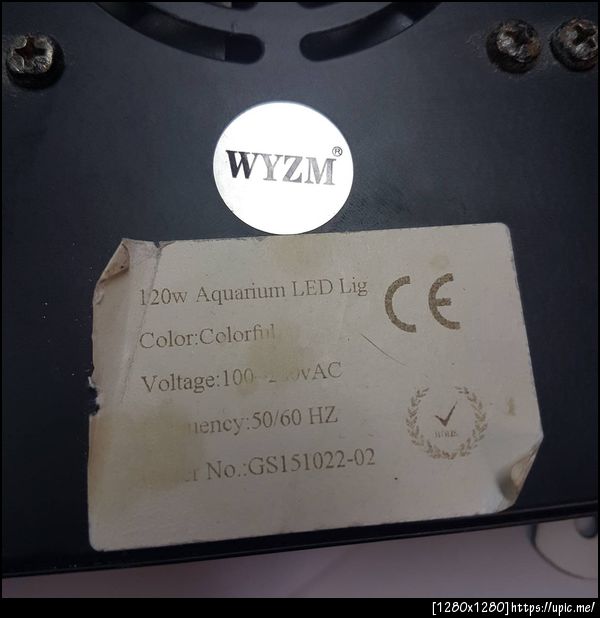 WYZM®
120w Aquarium LED Lig
CE
Color:Colorful
Voltage:100
vAC
50/60 HZ
No.:GS151022-02
RoHS
[1280x1280]https://upic.me/